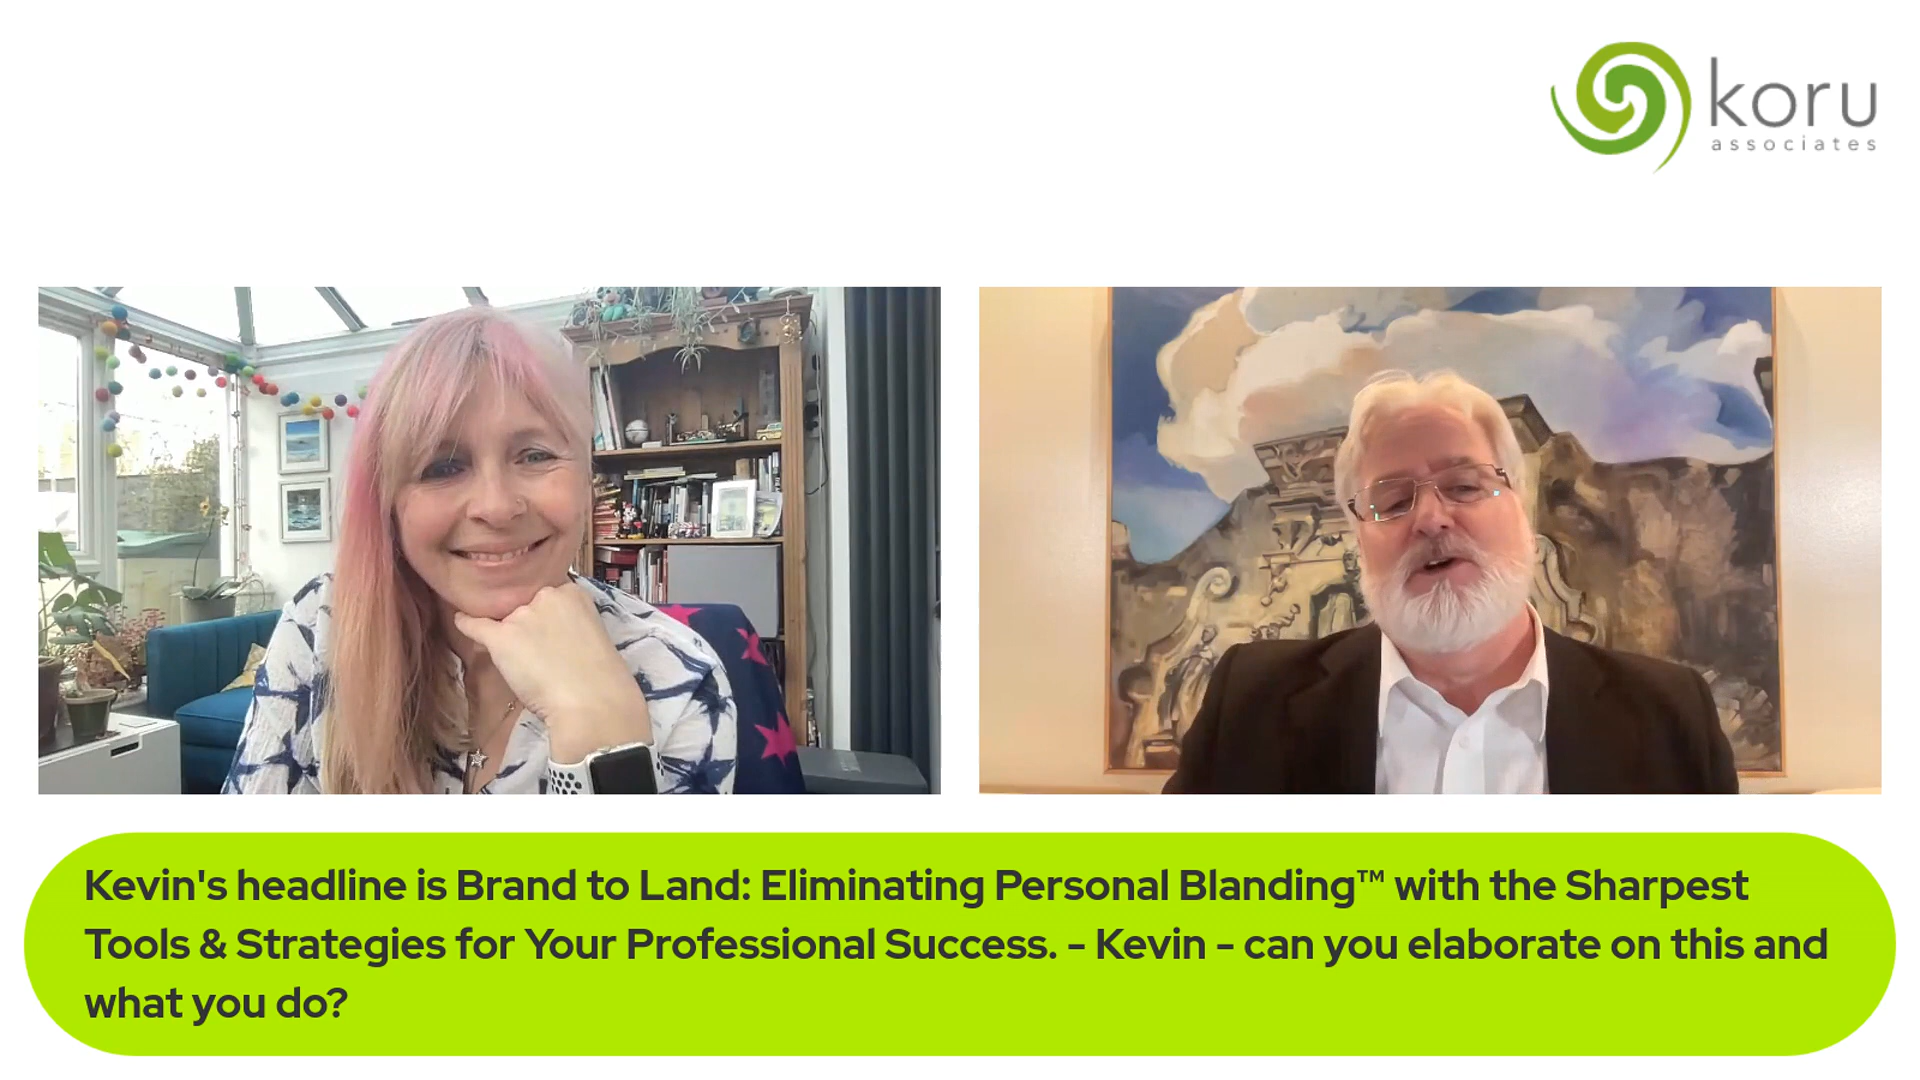 koru
associates
Kevin's headline is Brand to Land: Eliminating Personal Blanding™ with the Sharpest
Tools & Strategies for Your Professional Success. - Kevin - can you elaborate on this and
what you do?